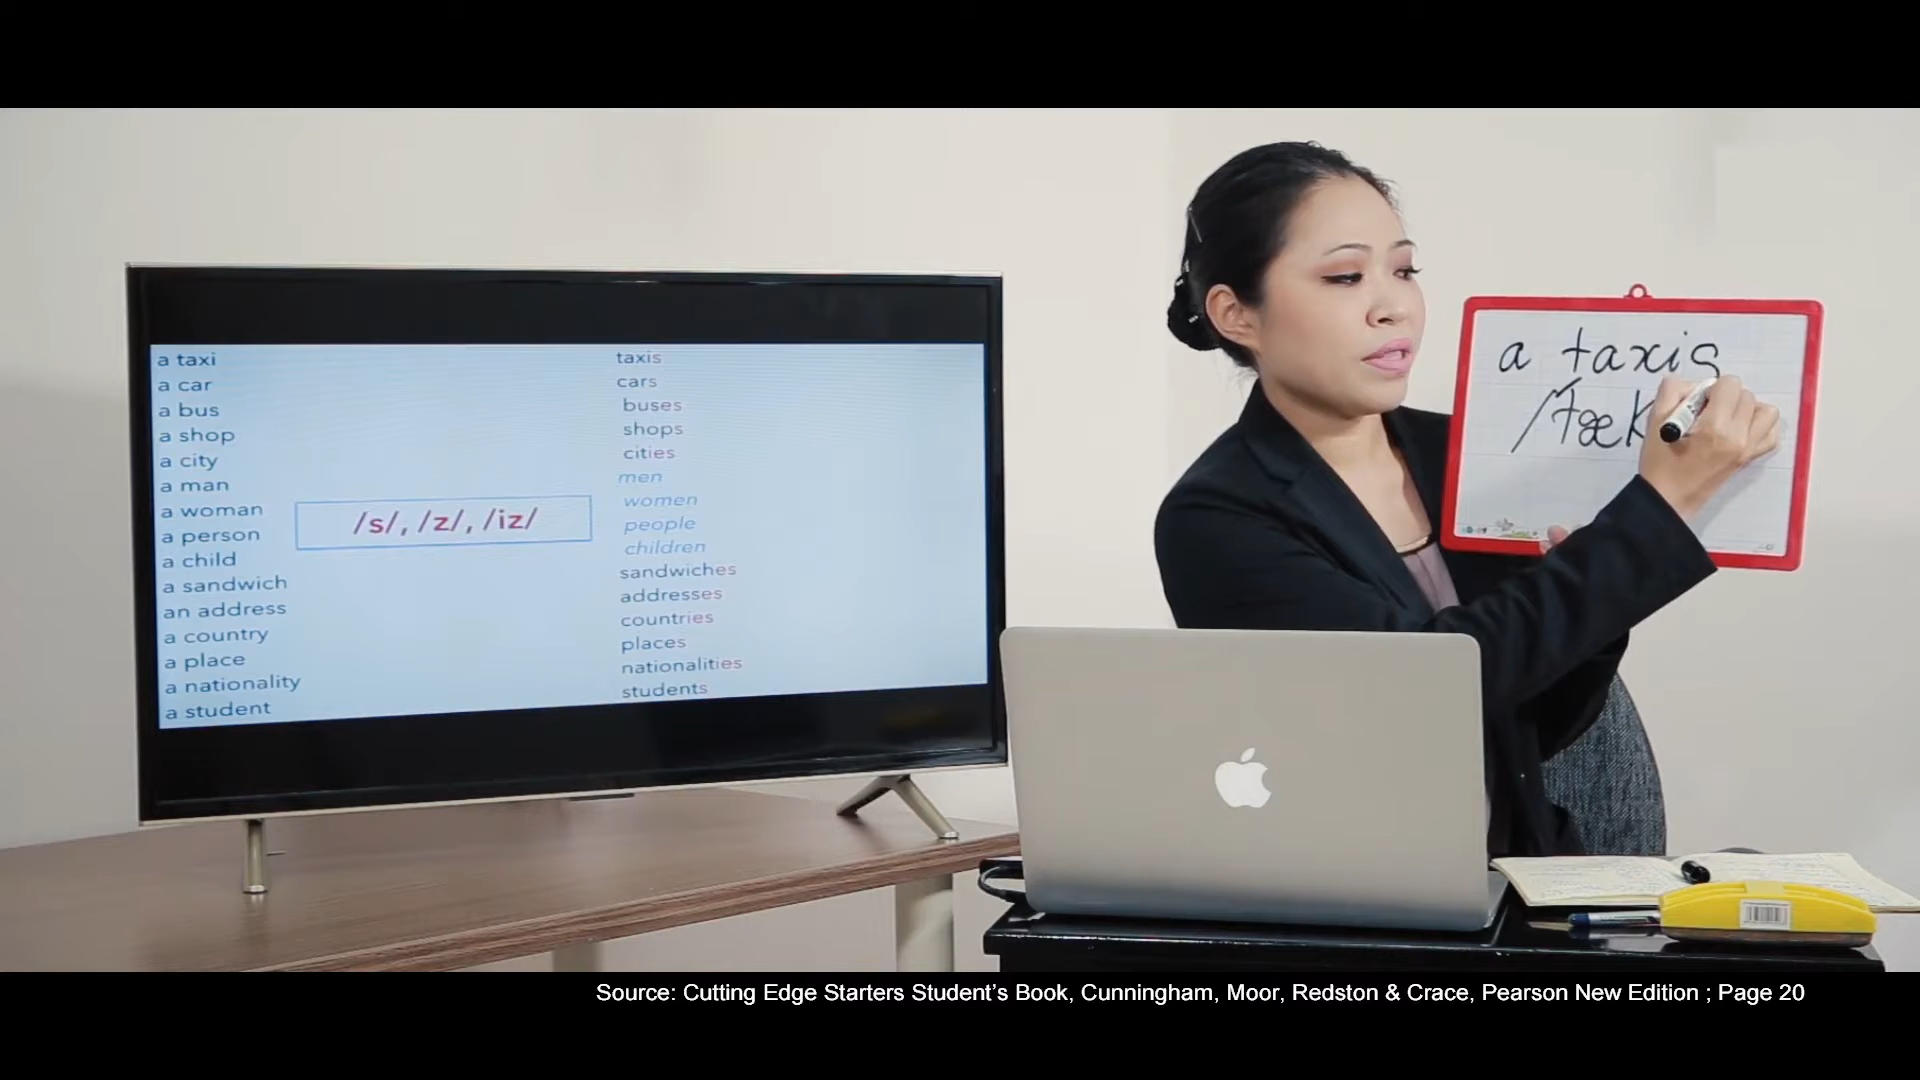 a taxi
a car
a bus
a shop
a city
a man
a woman
a person
a child
a sandwich
an address
a country
a place
a nationality
a student
/s/, /z/, /iz/
taxis
cars
buses
shops
cities
men
women
people
children
sandwiches
addresses
countries
places
nationalities
students
a taxis
/tæk
Source: Cutting Edge Starters Student’s Book, Cunningham, Moor, Redston & Crace, Pearson New Edition ; Page 20